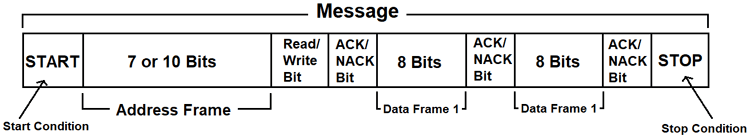 Message
START
7 or 10 Bits
Read/
Write
Bit
ACK/
NACK
Bit
8 Bits
ACK/
NACK
Bit
8 Bits
ACK/
NACK
Bit
STOP
Start Condition
Address Frame
Data Frame 1
Data Frame 1
Stop Condition